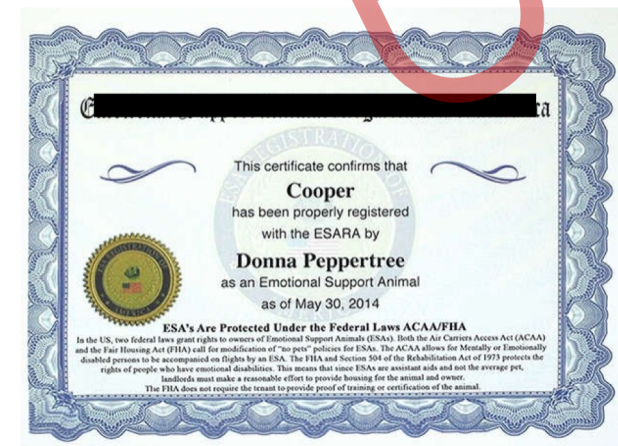 This certificate confirms that
Cooper
has been properly registered
with the ESARA by
Donna Peppertree
as an Emotional Support Animal
as of May 30, 2014
ESA's Are Protected Under the Federal Laws ACAA/FHA
In the US, two federal laws grant rights to owners of Emotional Support Animals (ESAs). Both the Air Carriers Access Act (ACAA)
and the Fair Housing Act (FHA) call for modification of "no pets" policies for ESAs. The ACAA allows for Mentally or Emotionally
disabled persons to be accompanied on flights by an ESA. The FHA and Section 504 of the Rehabilitation Act of 1973 protects the
rights of people who have emotional disabilities. This means that since ESAs are assistant aids and not the average pet,
landlords must make a reasonable effort to provide housing for the animal and owner.
The FHA does not require the tenant to provide proof of training or certification of the animal.